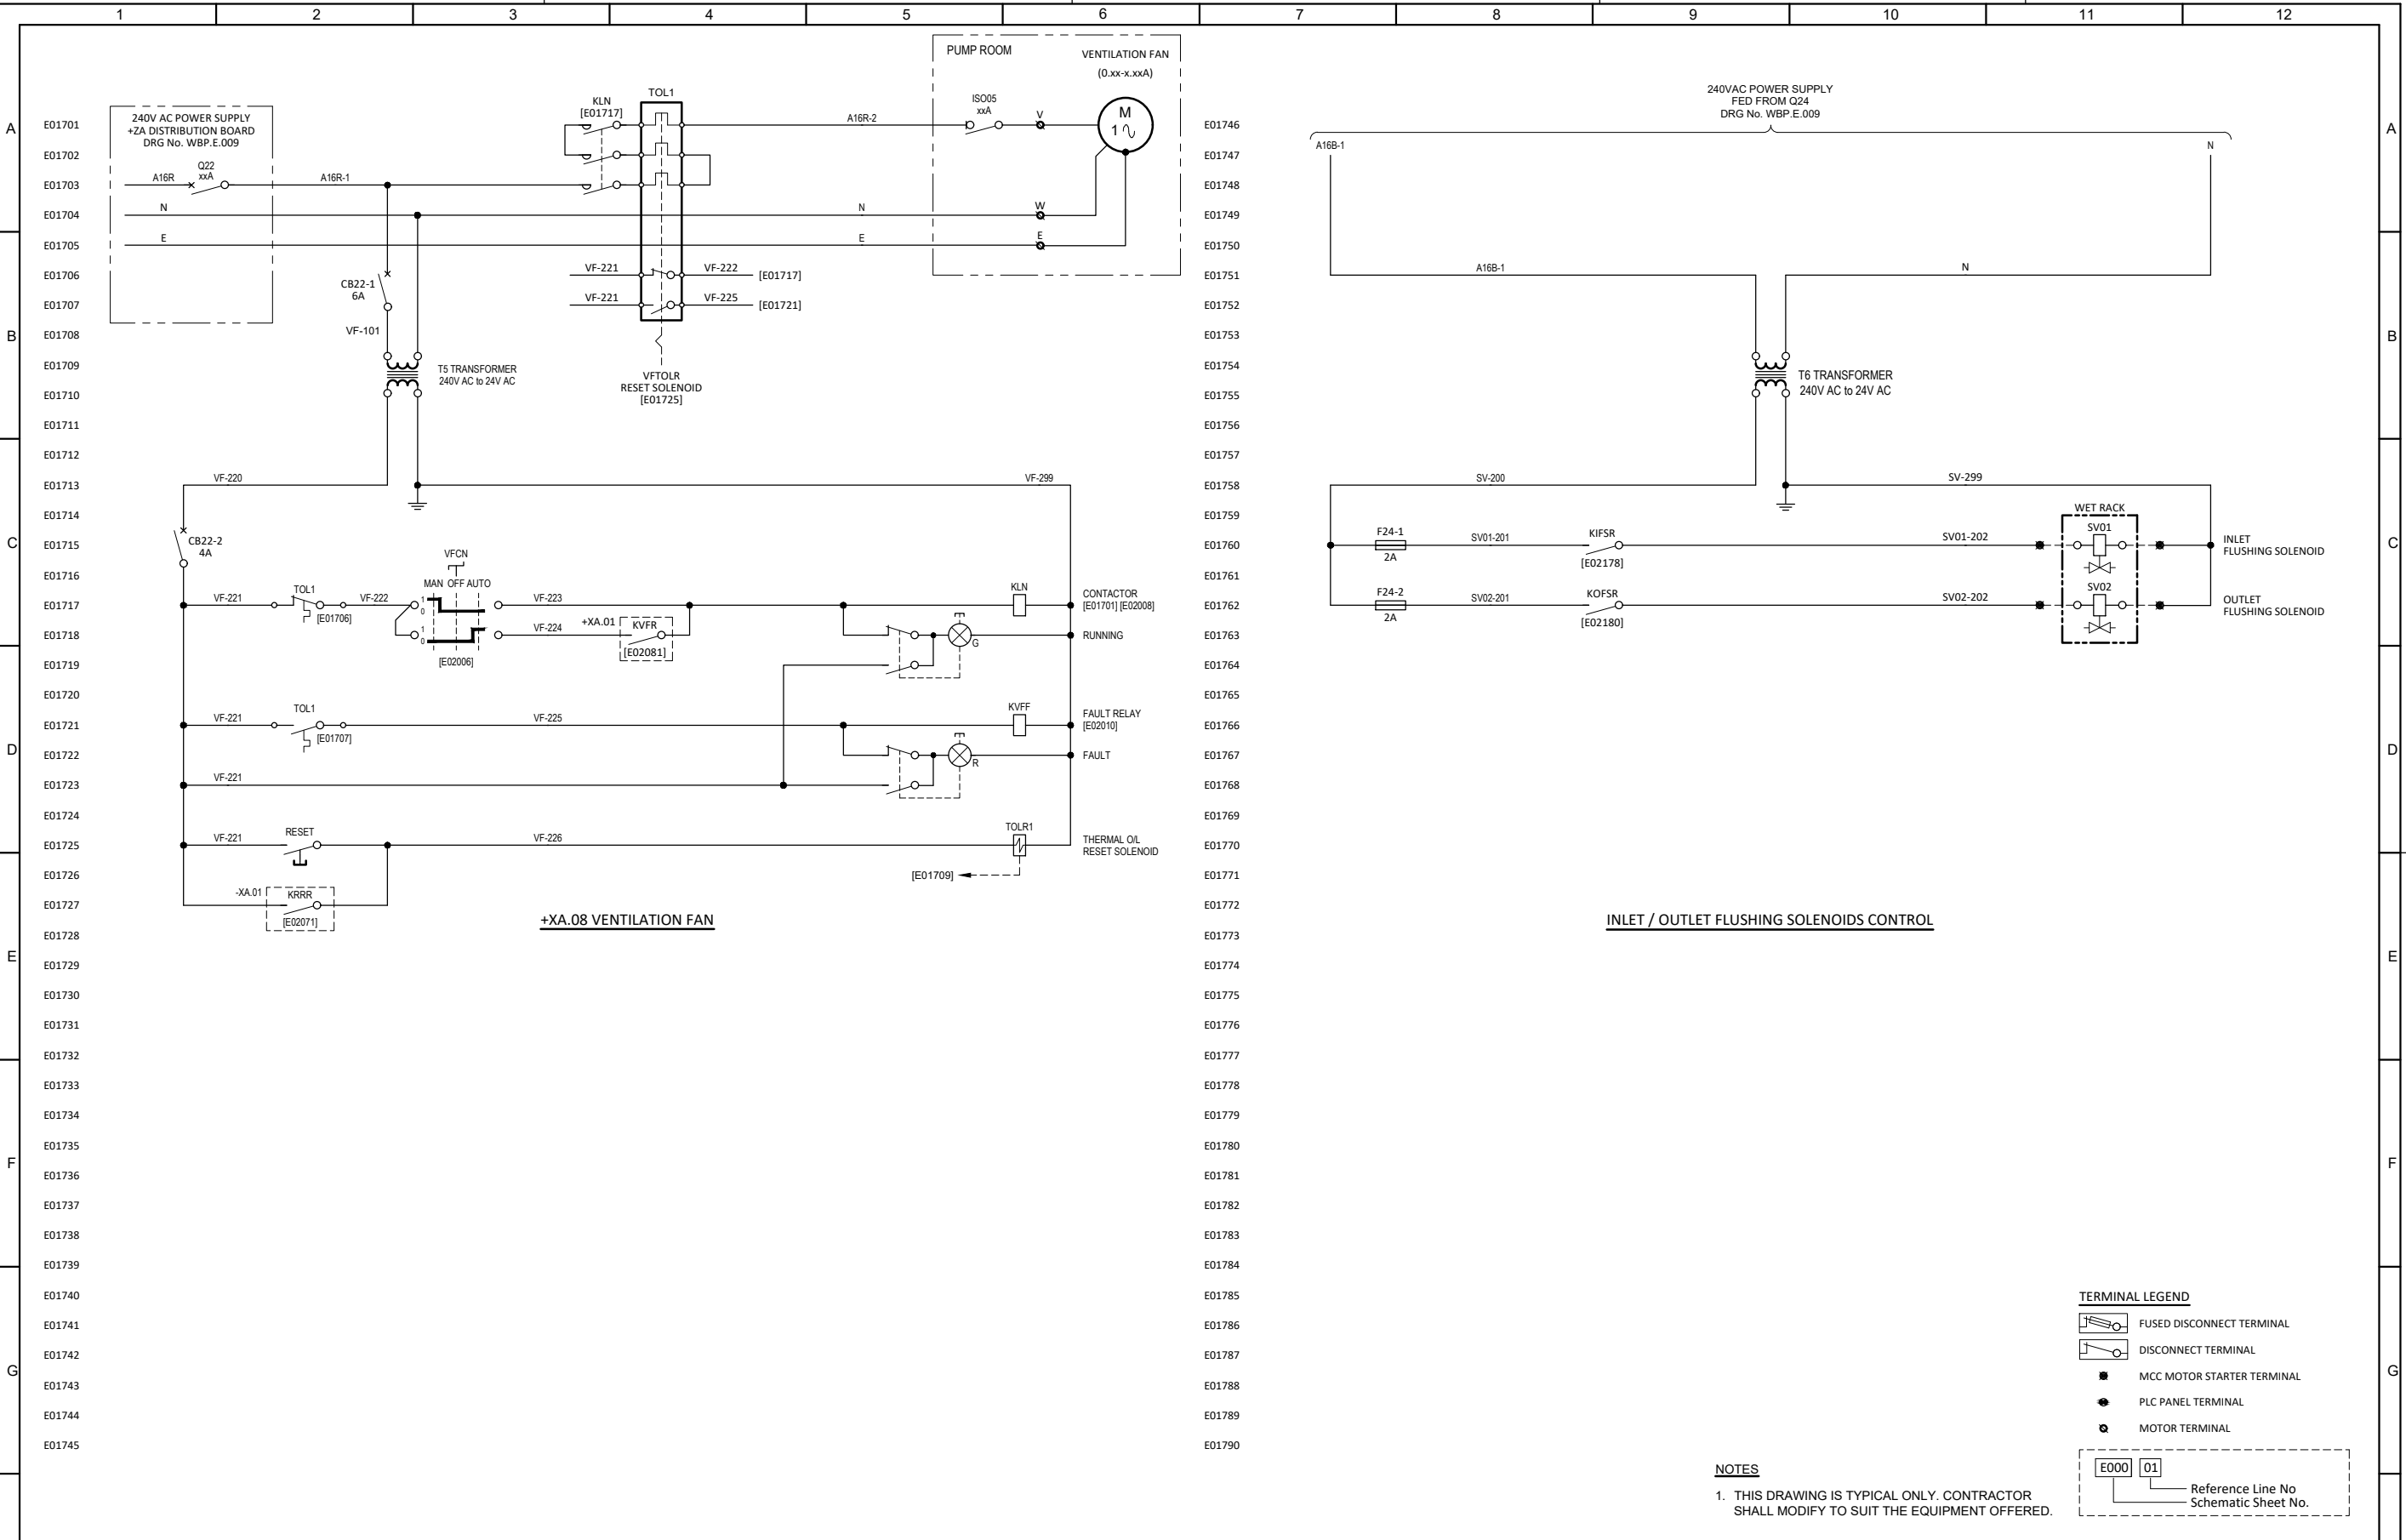 1 2 3 4 5 6 7 8 9 10 11 12
A
B
C
D
E
F
G
A
B
C
D
E
F
G
E01701
E01702
E01703
E01704
E01705
E01706
E01707
E01708
E01709
E01710
E01711
E01712
E01713
E01714
E01715
E01716
E01717
E01718
E01719
E01720
E01721
E01722
E01723
E01724
E01725
E01726
E01727
E01728
E01729
E01730
E01731
E01732
E01733
E01734
E01735
E01736
E01737
E01738
E01739
E01740
E01741
E01742
E01743
E01744
E01745
240V AC POWER SUPPLY
+ZA DISTRIBUTION BOARD
DRG No. WBP.E.009
Q22
xxA
A16R
A16R-1
N
E
KLN
[E01717]
TOL1
A16R-2
N
E
PUMP ROOM
VENTILATION FAN
(0.xx-x.xxA)
ISO05
xxA
V
W
E
M
1
VF-221
VF-222
[E01717]
VF-221
VF-225
[E01721]
VFTOLR
RESET SOLENOID
[E01725]
CB22-1
6A
VF-101
T5 TRANSFORMER
240V AC to 24V AC
VF-220
VF-299
CB22-2
4A
VF-221
TOL1
[E01706]
VF-222
VFCN
MAN OFF AUTO
1
0
1
0
[E02006]
VF-223
VF-224
+XA.01
KVFR
[E02081]
KLN
CONTACTOR
[E01701] [E02008]
G
RUNNING
VF-221
TOL1
[E01707]
VF-225
KVFF
FAULT RELAY
[E02010]
R
FAULT
VF-221
VF-221
RESET
VF-226
TOLR1
THERMAL O/L
RESET SOLENOID
[E01709]
-XA.01
KRRR
[E02071]
+XA.08 VENTILATION FAN
E01746
E01747
E01748
E01749
E01750
E01751
E01752
E01753
E01754
E01755
E01756
E01757
E01758
E01759
E01760
E01761
E01762
E01763
E01764
E01765
E01766
E01767
E01768
E01769
E01770
E01771
E01772
E01773
E01774
E01775
E01776
E01777
E01778
E01779
E01780
E01781
E01782
E01783
E01784
E01785
E01786
E01787
E01788
E01789
E01790
240VAC POWER SUPPLY
FED FROM Q24
DRG No. WBP.E.009
A16B-1
N
A16B-1
N
T6 TRANSFORMER
240V AC to 24V AC
SV-200
SV-299
F24-1
2A
SV01-201
KIFSR
[E02178]
SV01-202
WET RACK
SV01
INLET
FLUSHING SOLENOID
F24-2
2A
SV02-201
KOFSR
[E02180]
SV02-202
SV02
OUTLET
FLUSHING SOLENOID
INLET / OUTLET FLUSHING SOLENOIDS CONTROL
TERMINAL LEGEND
FUSED DISCONNECT TERMINAL
DISCONNECT TERMINAL
MCC MOTOR STARTER TERMINAL
PLC PANEL TERMINAL
MOTOR TERMINAL
E000 01
Reference Line No
Schematic Sheet No.
NOTES
1. THIS DRAWING IS TYPICAL ONLY. CONTRACTOR
SHALL MODIFY TO SUIT THE EQUIPMENT OFFERED.